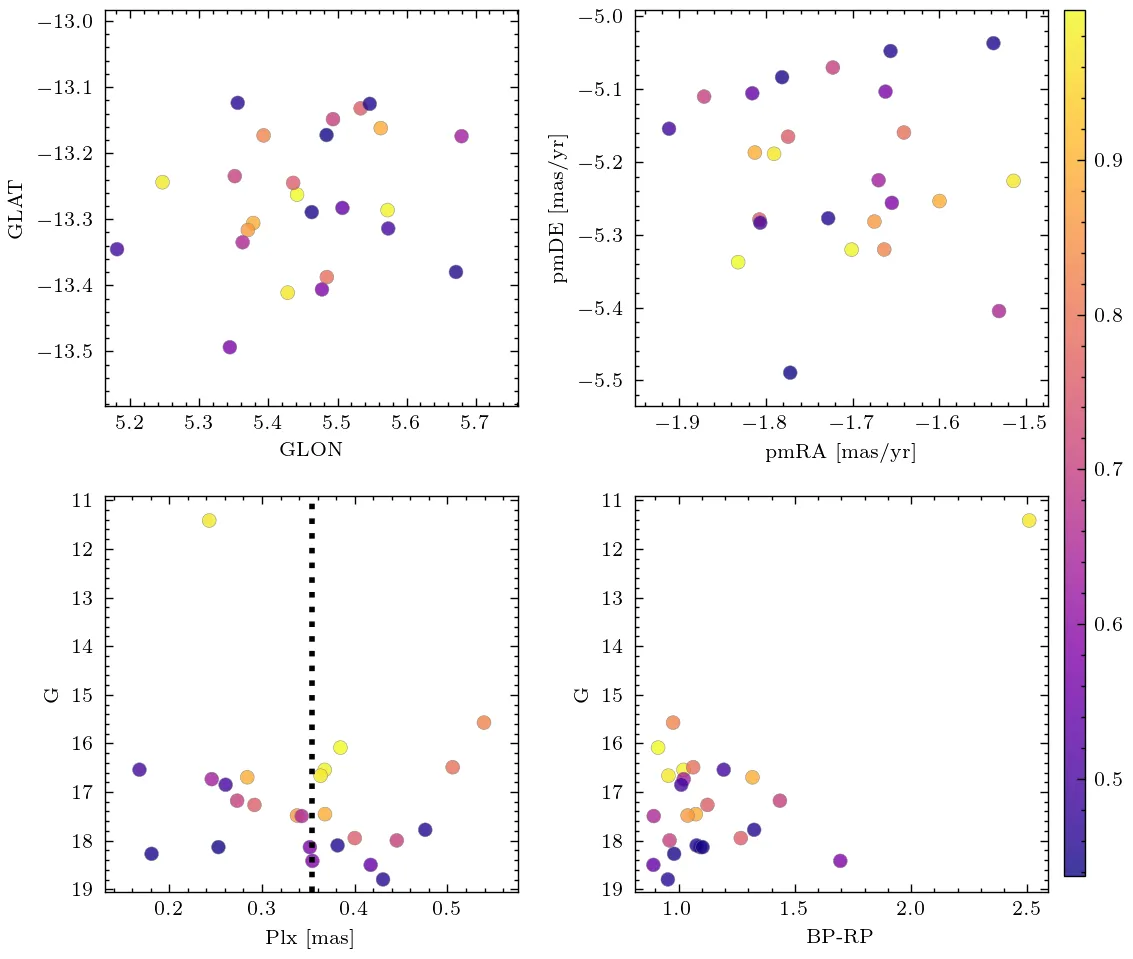 −13.0
−13.1
−13.2
−13.3
−13.4
−13.5
GLAT
5.2 5.3 5.4 5.5 5.6 5.7
GLON
−5.0
−5.1
−5.2
−5.3
−5.4
−5.5
pmDE [mas/yr]
−1.9 −1.8 −1.7 −1.6 −1.5
pmRA [mas/yr]
0.9
0.8
0.7
0.6
0.5
11
12
13
14
15
16
17
18
19
G
0.2 0.3 0.4 0.5
Plx [mas]
11
12
13
14
15
16
17
18
19
G
1.0 1.5 2.0 2.5
BP-RP